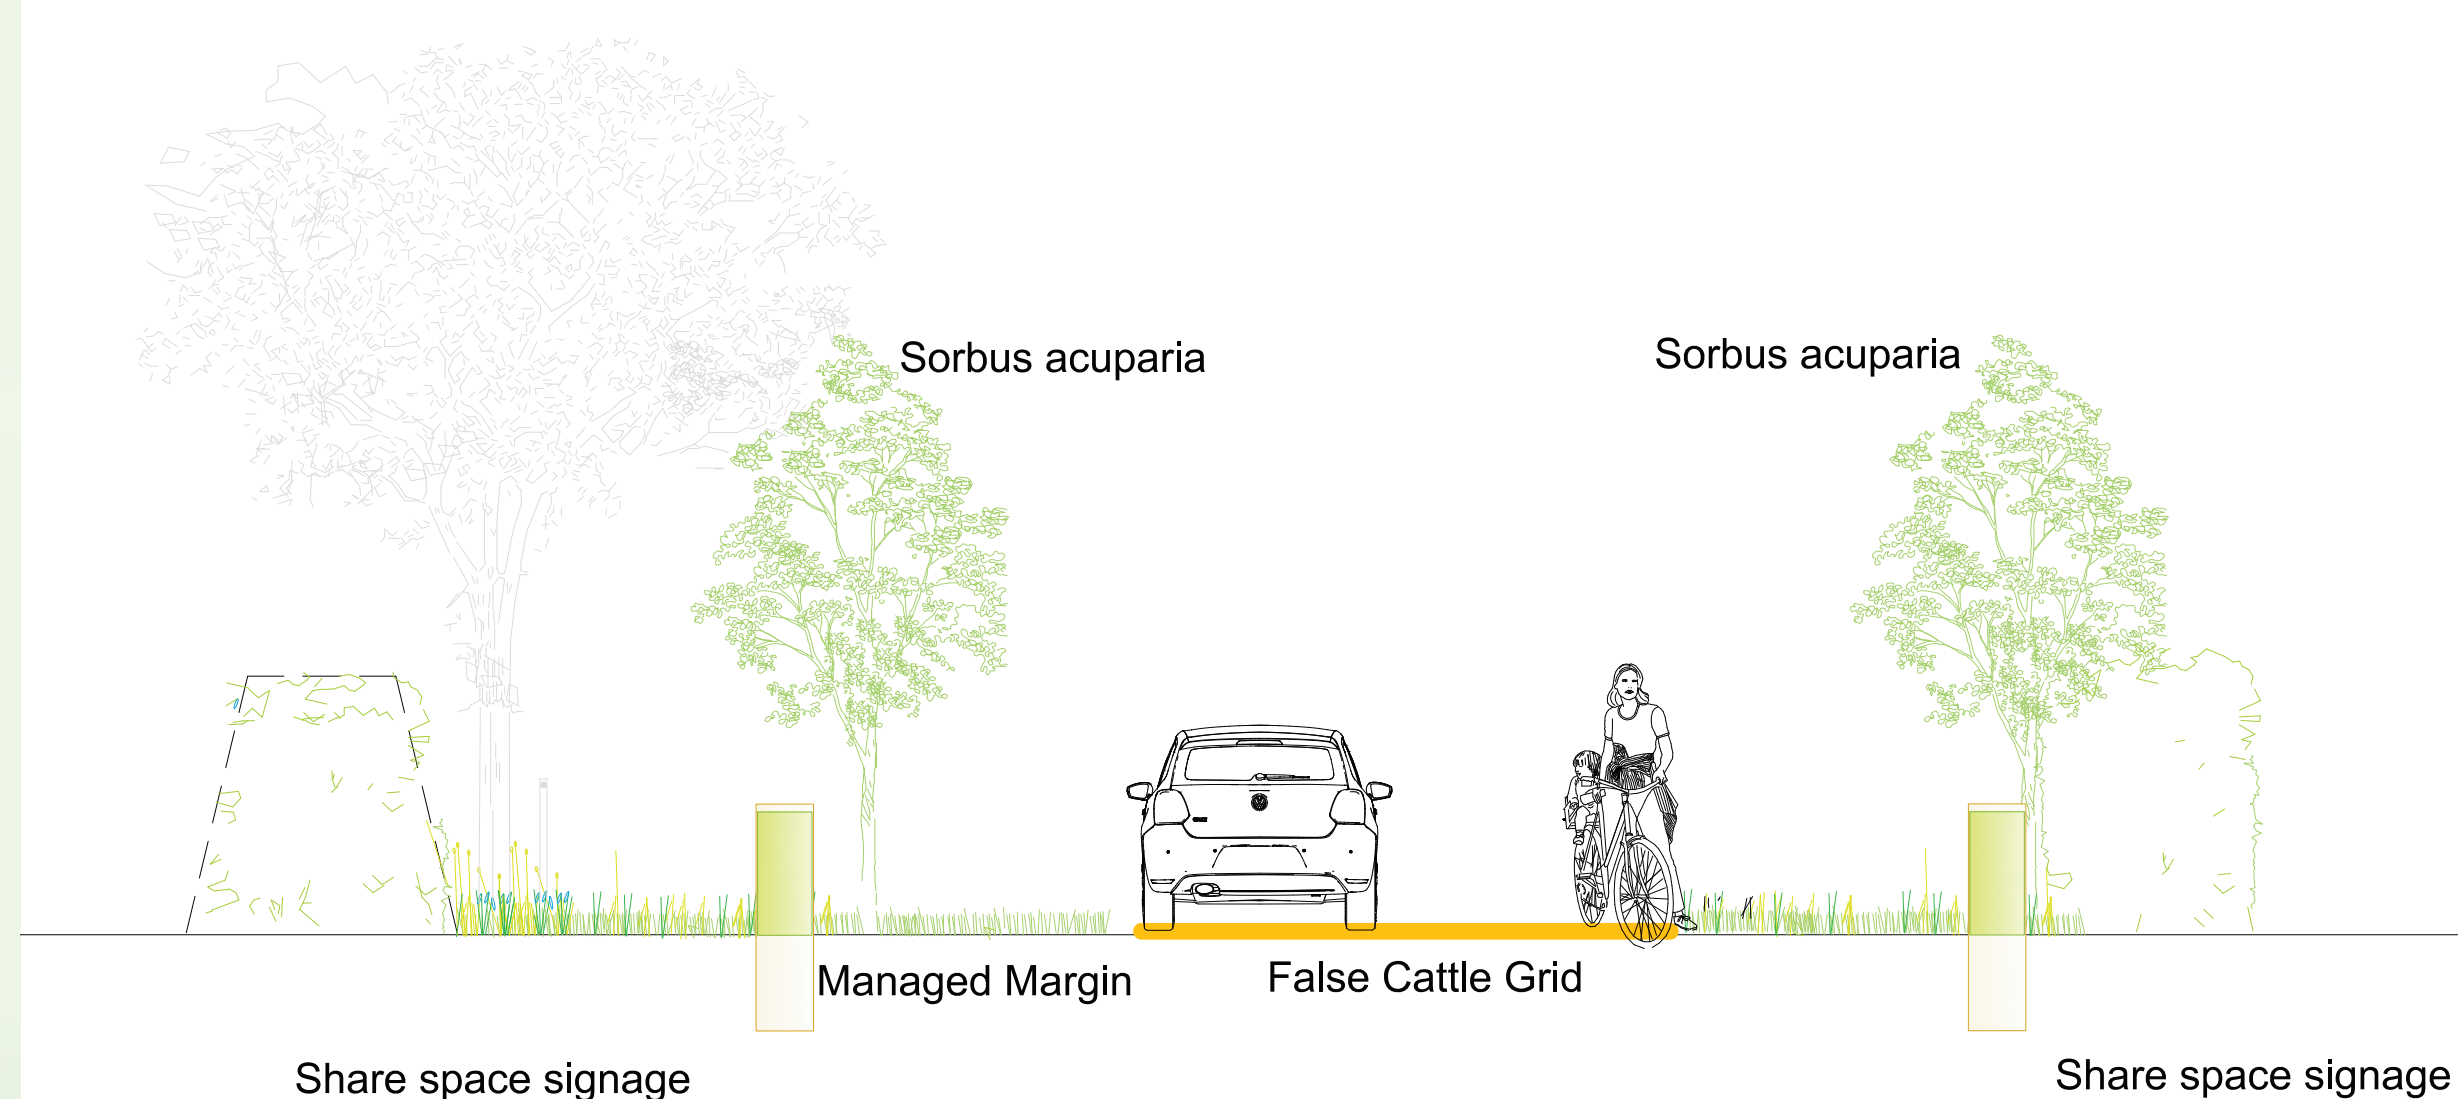 Sorbus acuparia
Sorbus acuparia
Managed Margin
False Cattle Grid
Share space signage
Share space signage